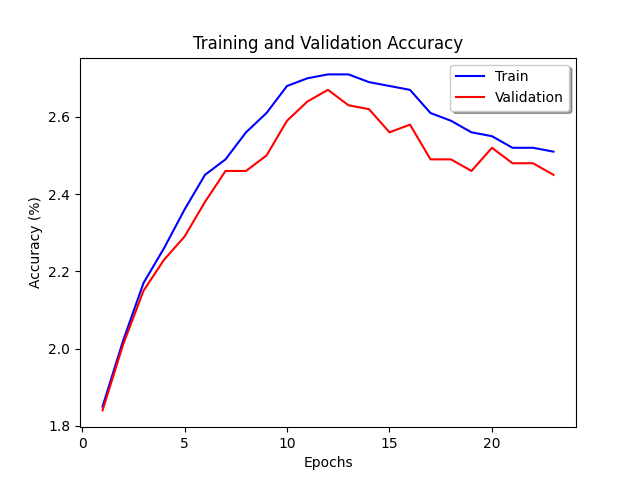 Training and Validation Accuracy
Train
Validation
2.6
2.4
2.2
2.0
1.8
Accuracy (%)
0 5 10 15 20
Epochs